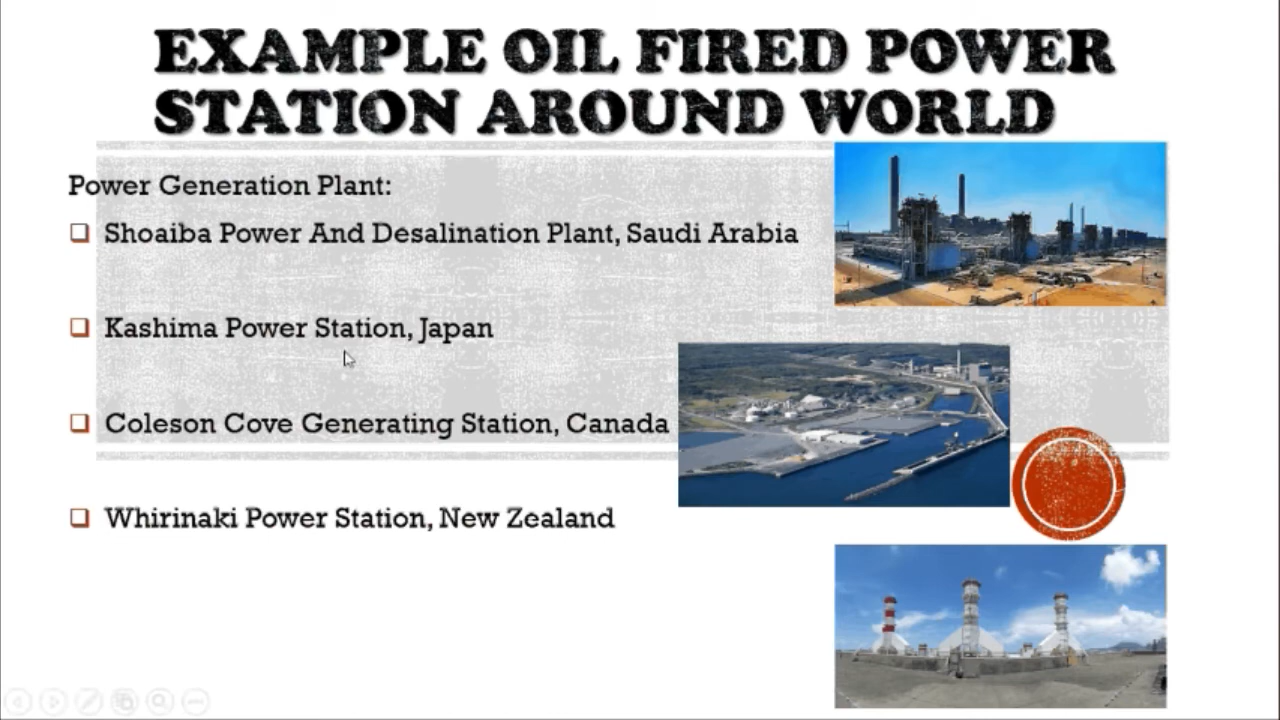 EXAMPLE OIL FIRED POWER
STATION AROUND WORLD
Power Generation Plant:
Shoaiba Power And Desalination Plant, Saudi Arabia
Kashima Power Station, Japan
Coleson Cove Generating Station, Canada
Whirinaki Power Station, New Zealand